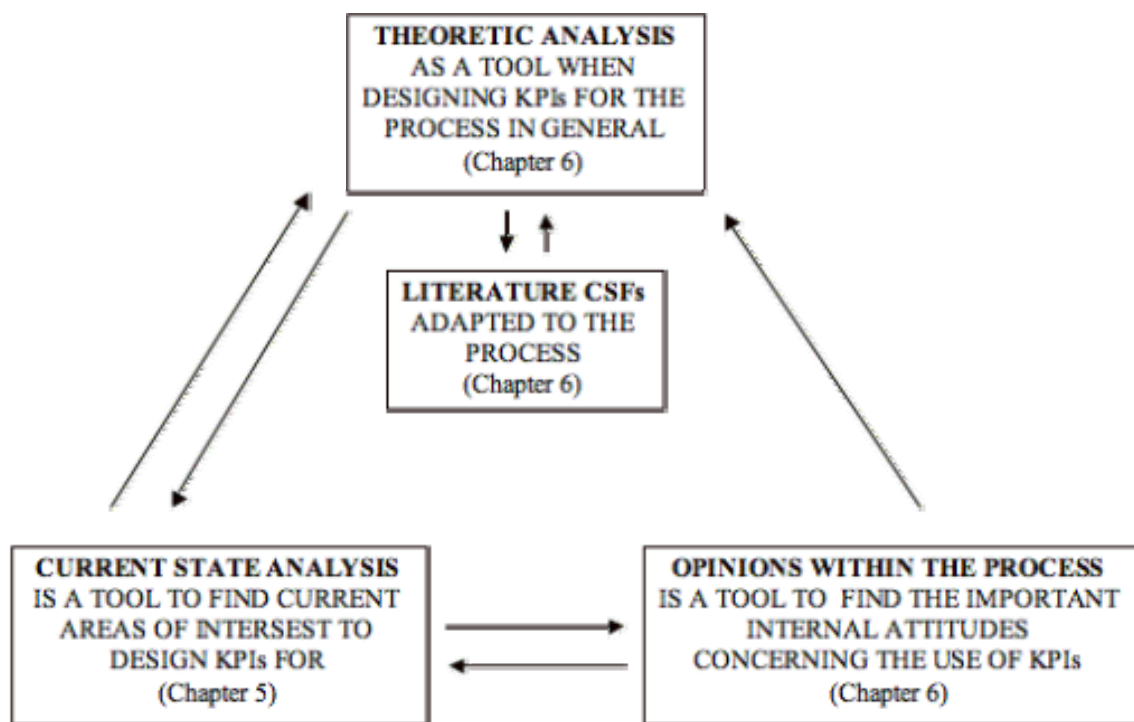 THEORETIC ANALYSIS
AS A TOOL WHEN
DESIGNING KPIs FOR THE
PROCESS IN GENERAL
(Chapter 6)
LITERATURE CSFs
ADAPTED TO THE
PROCESS
(Chapter 6)
CURRENT STATE ANALYSIS
IS A TOOL TO FIND CURRENT
AREAS OF INTERSEST TO
DESIGN KPIs FOR
(Chapter 5)
OPINIONS WITHIN THE PROCESS
IS A TOOL TO FIND THE IMPORTANT
INTERNAL ATTITUDES
CONCERNING THE USE OF KPIs
(Chapter 6)